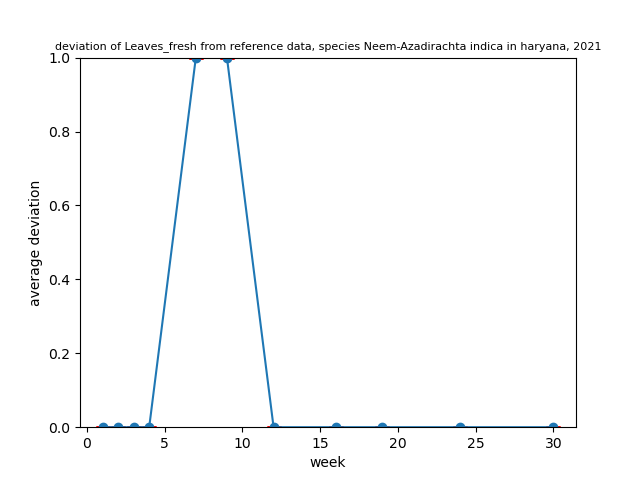 deviation of Leaves_fresh from reference data, species Neem-Azadirachta indica in haryana, 2021
1.0
0.8
0.6
0.4
0.2
0.0
average deviation
0 5 10 15 20 25 30
week